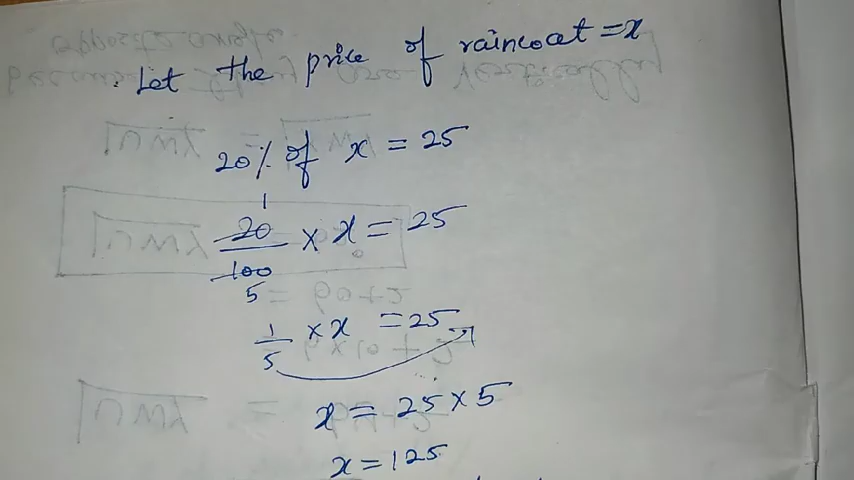 Let the price of raincoat = x
20% of x = 25
1
20/100 × x = 25
5
1/5 × x = 25
x = 25 × 5
x = 125